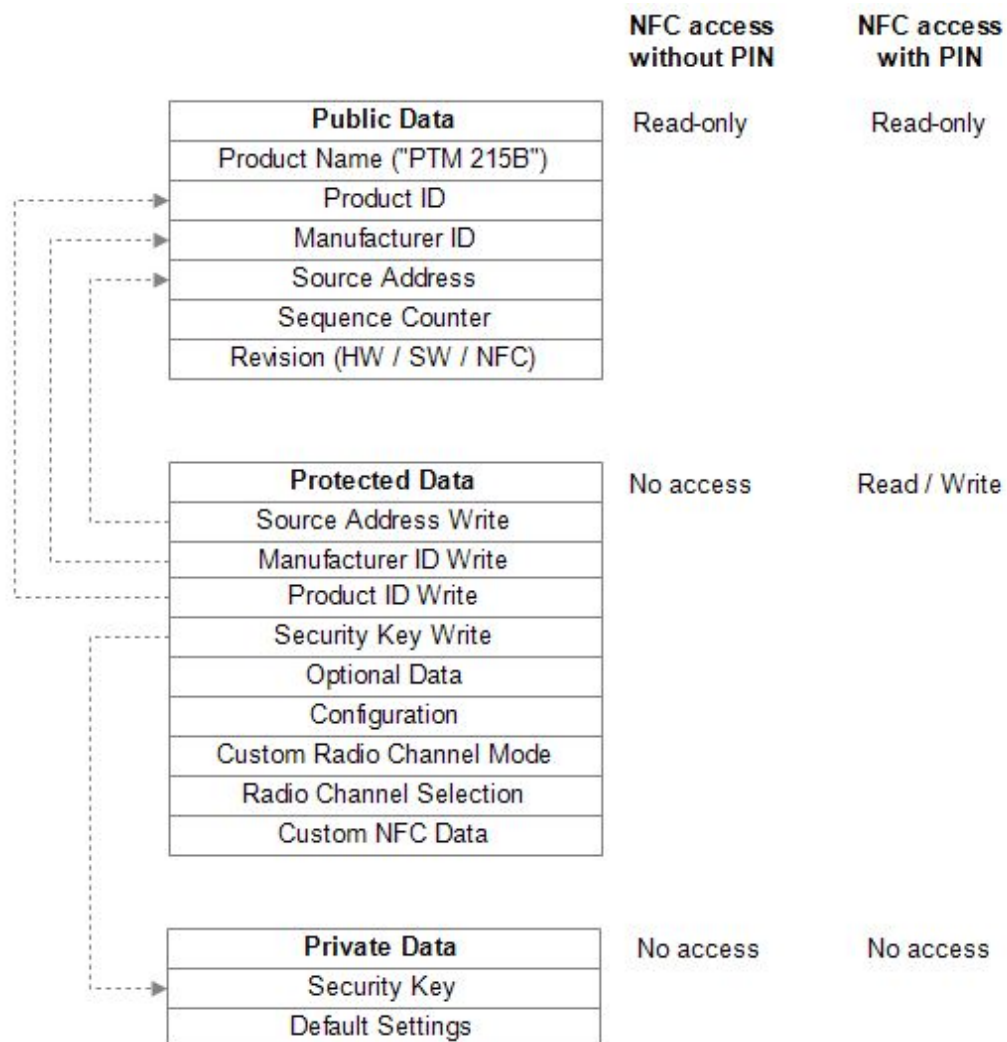 NFC access
without PIN
NFC access
with PIN
Public Data
Read-only
Read-only
Product Name ("PTM 215B")
Product ID
Manufacturer ID
Source Address
Sequence Counter
Revision (HW / SW / NFC)
Protected Data
No access
Read / Write
Source Address Write
Manufacturer ID Write
Product ID Write
Security Key Write
Optional Data
Configuration
Custom Radio Channel Mode
Radio Channel Selection
Custom NFC Data
Private Data
No access
No access
Security Key
Default Settings